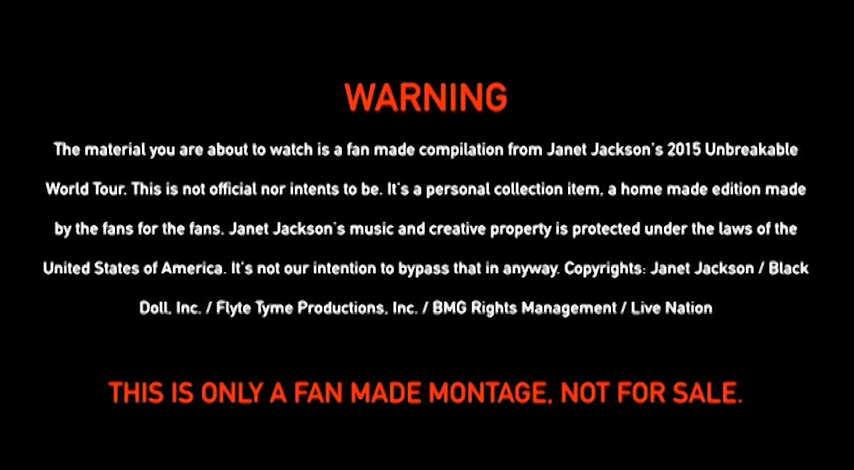 WARNING
The material you are about to watch is a fan made compilation from Janet Jackson's 2015 Unbreakable
World Tour. This is not official nor intents to be. It's a personal collection item, a home made edition made
by the fans for the fans. Janet Jackson's music and creative property is protected under the laws of the
United States of America. It's not our intention to bypass that in anyway. Copyrights: Janet Jackson / Black
Doll, Inc. / Flyte Tyme Productions, Inc. / BMG Rights Management / Live Nation
THIS IS ONLY A FAN MADE MONTAGE, NOT FOR SALE.